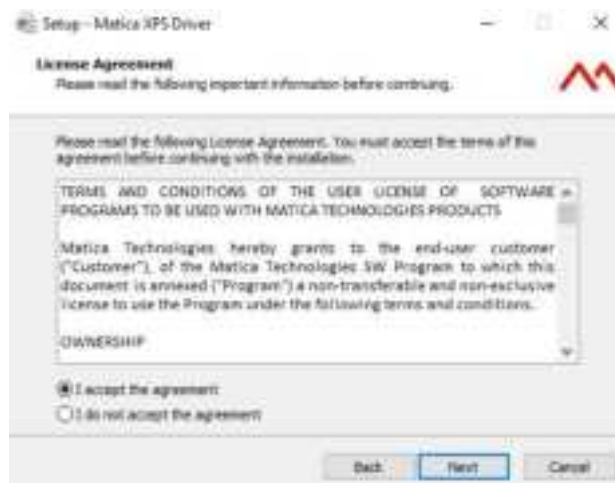 Setup - Matica XPS Driver
License Agreement
Please read the following important information before continuing.
Please read the following License Agreement. You must accept the terms of this
agreement before continuing with the installation.
TERMS AND CONDITIONS OF THE USER LICENSE OF SOFTWARE
PROGRAMS TO BE USED WITH MATICA TECHNOLOGIES PRODUCTS
Matica Technologies hereby grants to the end-user customer
("Customer"), of the Matica Technologies SW Program to which this
document is annexed ("Program") a non-transferable and non-exclusive
license to use the Program under the following terms and conditions.
OWNERSHIP
I accept the agreement
I do not accept the agreement
Back
Next
Cancel